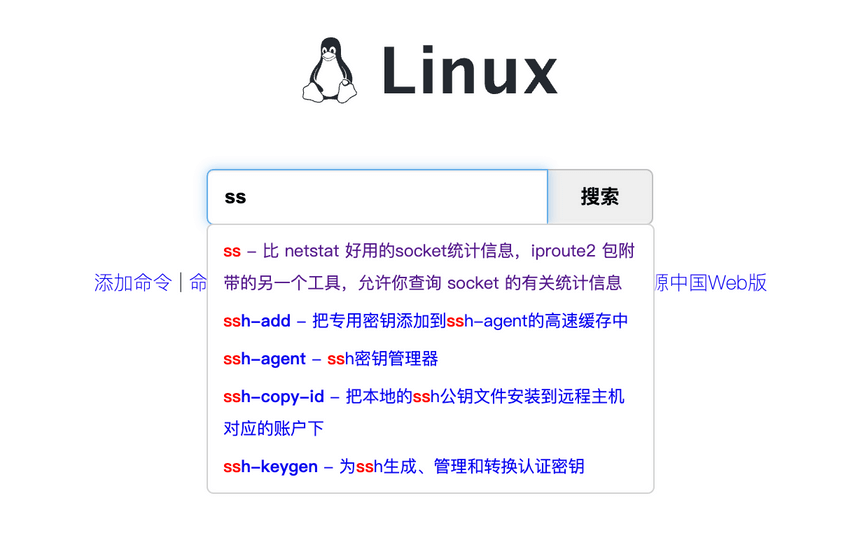 Linux
ss
搜索
ss – 比 netstat 好用的socket统计信息，iproute2 包附
带的另一个工具，允许你查询 socket 的有关统计信息
添加命令 | 命
源中国Web版
ssh-add – 把专用密钥添加到ssh-agent的高速缓存中
ssh-agent – ssh密钥管理器
ssh-copy-id – 把本地的ssh公钥文件安装到远程主机
对应的账户下
ssh-keygen – 为ssh生成、管理和转换认证密钥